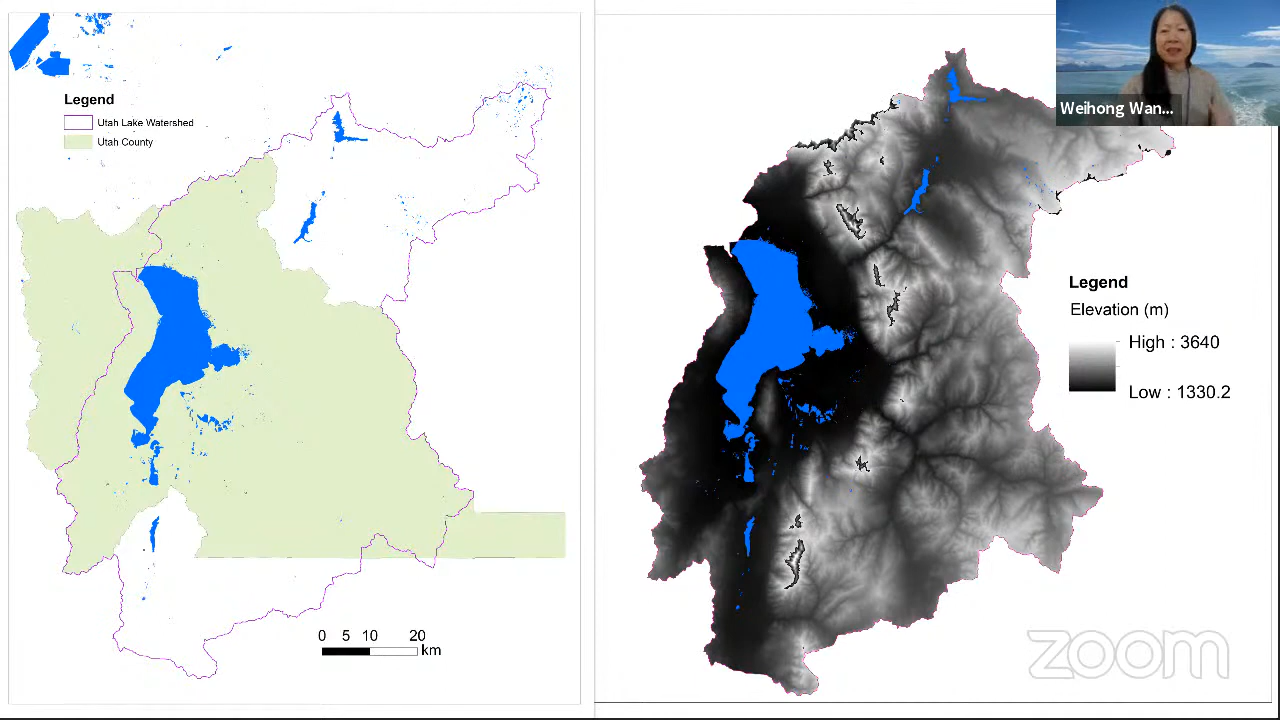 Legend
Utah Lake Watershed
Utah County
0 5 10 20
km
Weihong Wan...
Legend
Elevation (m)
High : 3640
Low : 1330.2
zoom